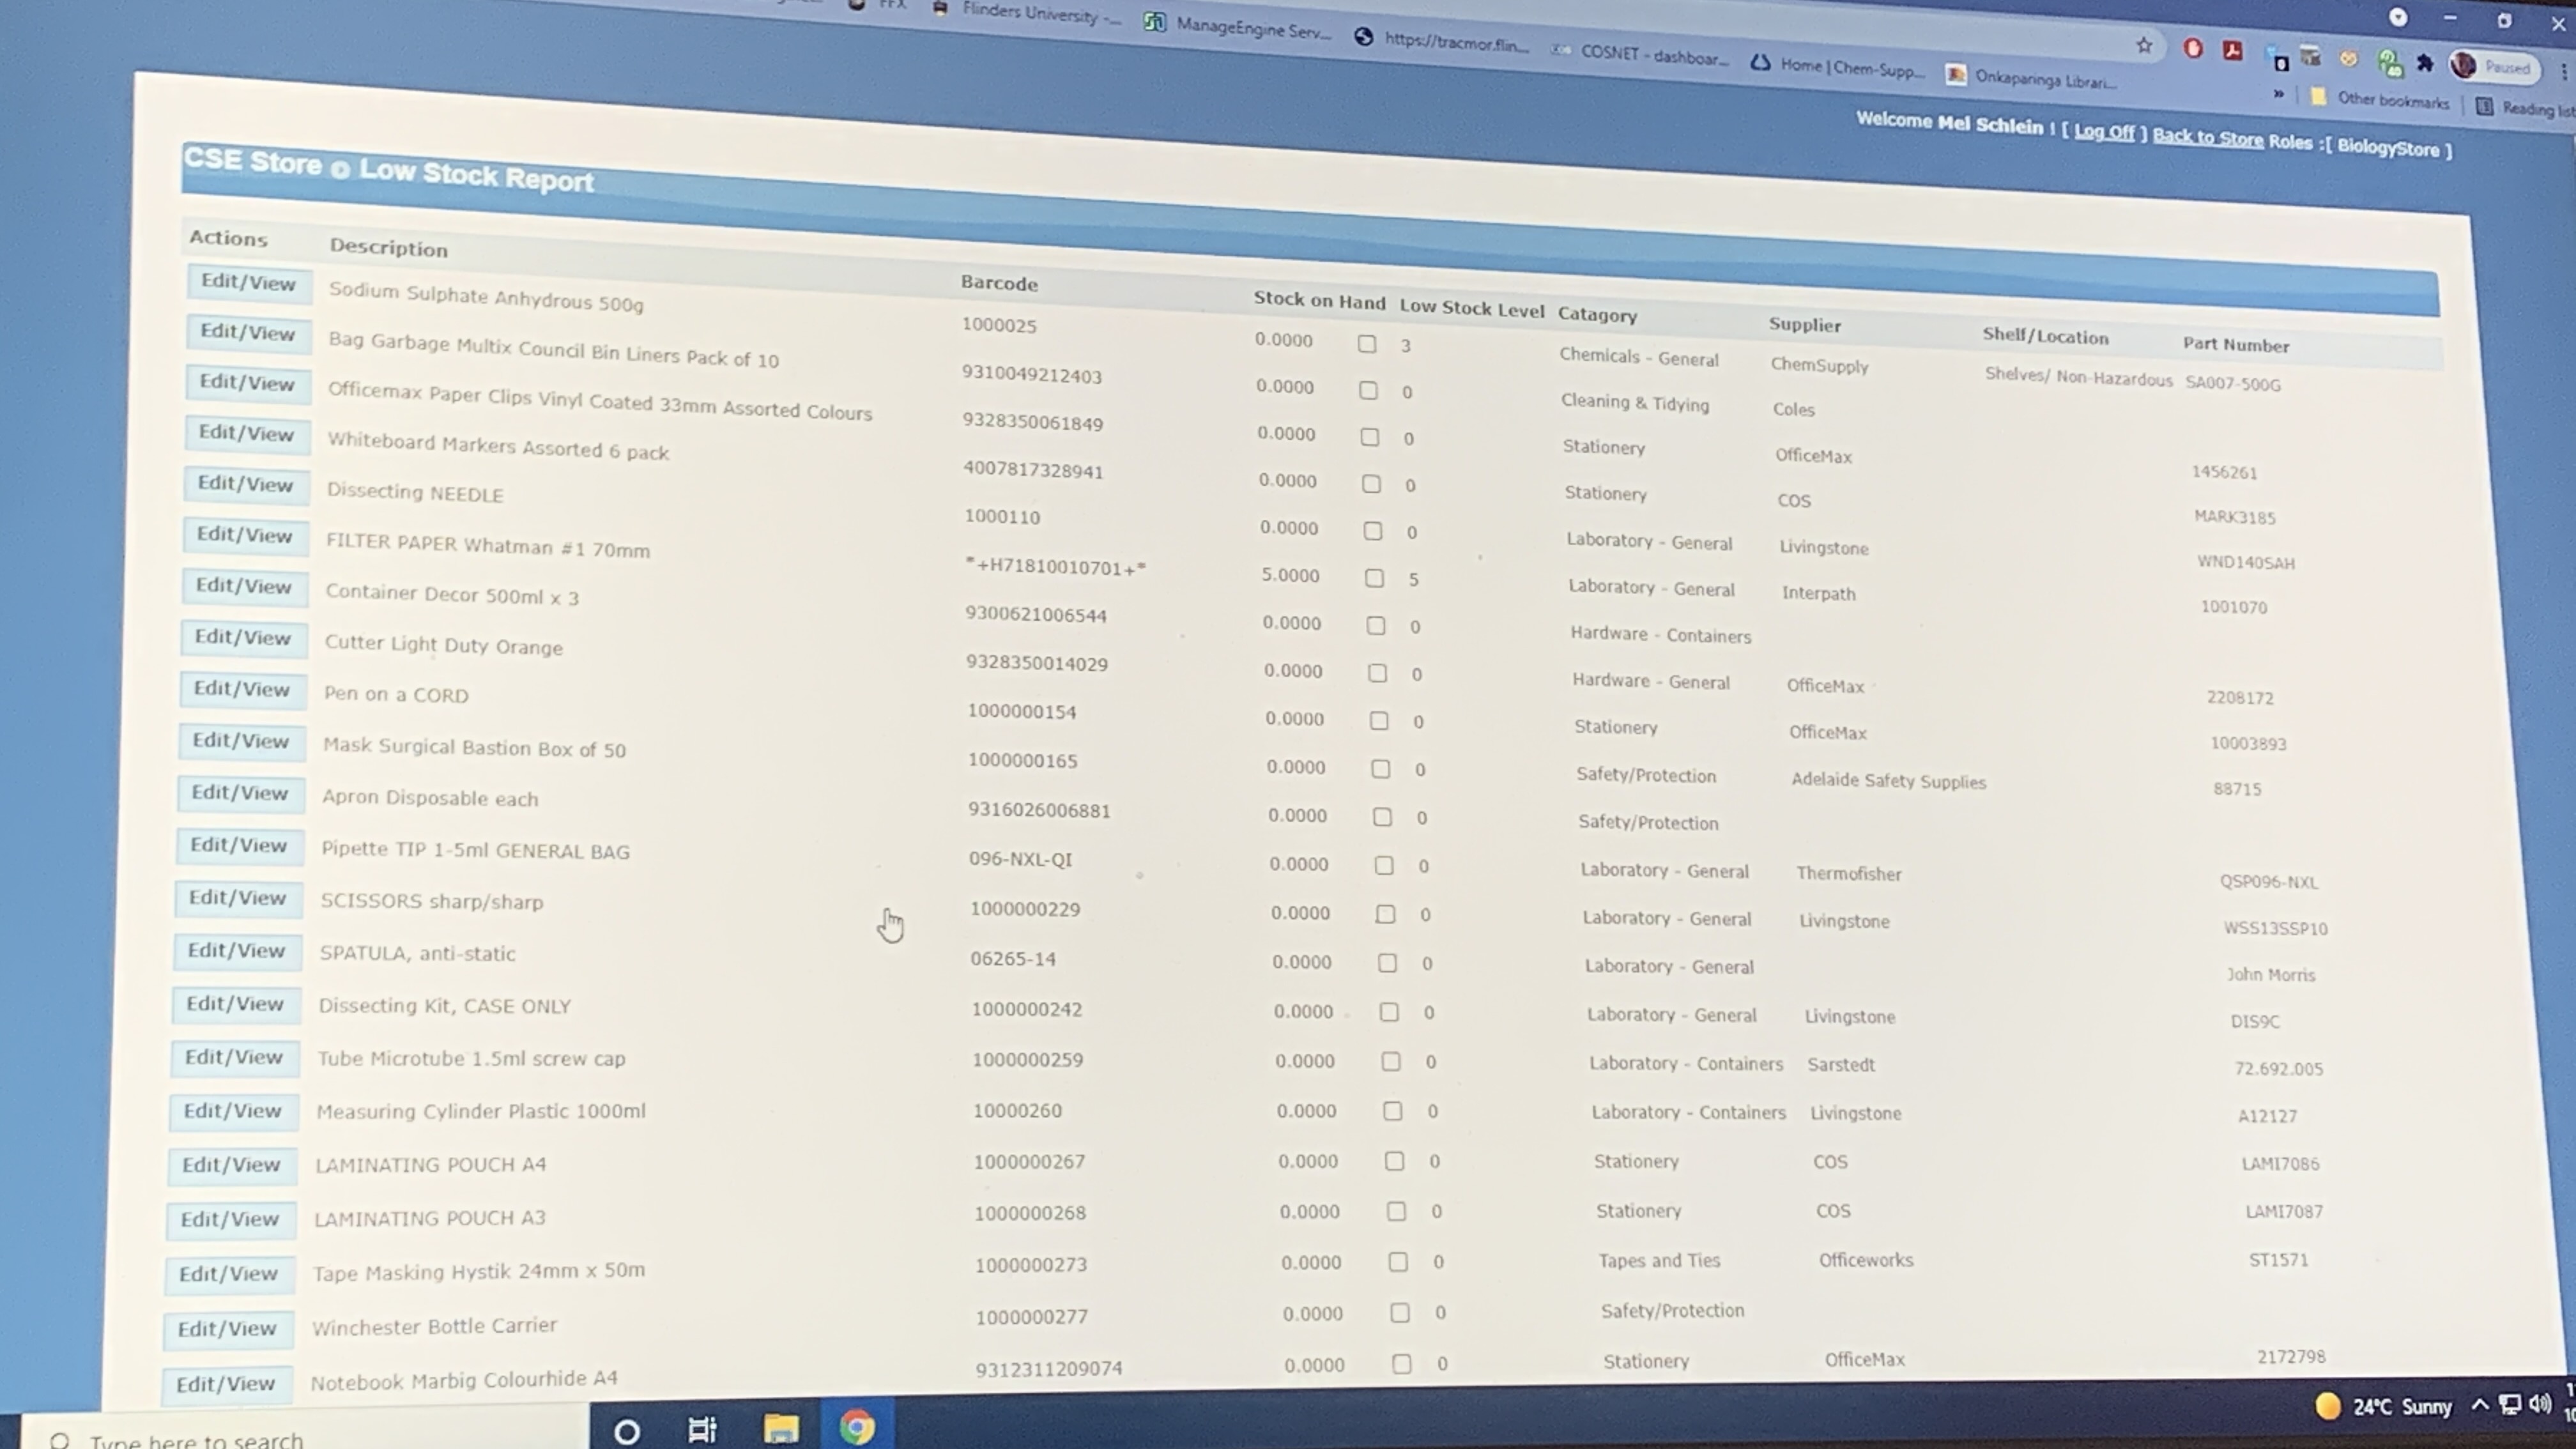 FFX Flinders University -... ManageEngine Serv... https://tracmor.flin... COSNET - dashboar... Home | Chem-Supp... Onkaparinga Librari... Paused
» Other bookmarks Reading list
Welcome Mel Schlein ! [ Log Off ] Back to Store Roles :[ BiologyStore ]
CSE Store Low Stock Report
Actions Description Barcode Stock on Hand Low Stock Level Catagory Supplier Shelf/Location Part Number
Edit/View Sodium Sulphate Anhydrous 500g 1000025 0.0000 3 Chemicals - General ChemSupply Shelves/ Non-Hazardous SA007-500G
Edit/View Bag Garbage Multix Council Bin Liners Pack of 10 9310049212403 0.0000 0 Cleaning & Tidying Coles
Edit/View Officemax Paper Clips Vinyl Coated 33mm Assorted Colours 9328350061849 0.0000 0 Stationery OfficeMax 1456261
Edit/View Whiteboard Markers Assorted 6 pack 4007817328941 0.0000 0 Stationery COS MARK3185
Edit/View Dissecting NEEDLE 1000110 0.0000 0 Laboratory - General Livingstone WND140SAH
Edit/View FILTER PAPER Whatman #1 70mm *+H71810010701+* 5.0000 5 Laboratory - General Interpath 1001070
Edit/View Container Decor 500ml x 3 9300621006544 0.0000 0 Hardware - Containers
Edit/View Cutter Light Duty Orange 9328350014029 0.0000 0 Hardware - General OfficeMax 2208172
Edit/View Pen on a CORD 1000000154 0.0000 0 Stationery OfficeMax 10003893
Edit/View Mask Surgical Bastion Box of 50 1000000165 0.0000 0 Safety/Protection Adelaide Safety Supplies 88715
Edit/View Apron Disposable each 9316026006881 0.0000 0 Safety/Protection
Edit/View Pipette TIP 1-5ml GENERAL BAG 096-NXL-QI 0.0000 0 Laboratory - General Thermofisher QSP096-NXL
Edit/View SCISSORS sharp/sharp 1000000229 0.0000 0 Laboratory - General Livingstone WSS13SSP10
Edit/View SPATULA, anti-static 06265-14 0.0000 0 Laboratory - General John Morris
Edit/View Dissecting Kit, CASE ONLY 1000000242 0.0000 0 Laboratory - General Livingstone DIS9C
Edit/View Tube Microtube 1.5ml screw cap 1000000259 0.0000 0 Laboratory - Containers Sarstedt 72.692.005
Edit/View Measuring Cylinder Plastic 1000ml 10000260 0.0000 0 Laboratory - Containers Livingstone A12127
Edit/View LAMINATING POUCH A4 1000000267 0.0000 0 Stationery COS LAMI7086
Edit/View LAMINATING POUCH A3 1000000268 0.0000 0 Stationery COS LAMI7087
Edit/View Tape Masking Hystik 24mm x 50m 1000000273 0.0000 0 Tapes and Ties Officeworks ST1571
Edit/View Winchester Bottle Carrier 1000000277 0.0000 0 Safety/Protection
Edit/View Notebook Marbig Colourhide A4 9312311209074 0.0000 0 Stationery OfficeMax 2172798
Type here to search 24°C Sunny